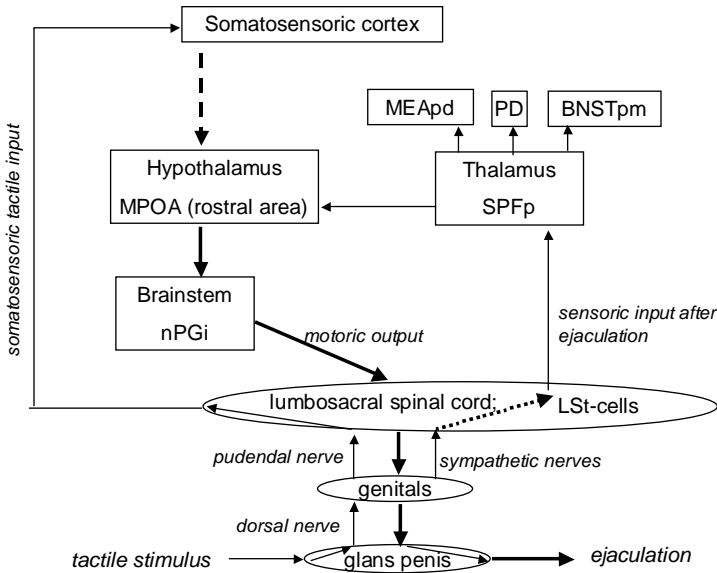 Somatosensoric cortex
MEApd
PD
BNSTpm
Hypothalamus
MPOA (rostral area)
Thalamus
SPFp
somatosensoric tactile input
Brainstem
nPGi
motoric output
sensoric input after
ejaculation
lumbosacral spinal cord;
LSt-cells
pudendal nerve
sympathetic nerves
genitals
dorsal nerve
tactile stimulus
glans penis
ejaculation